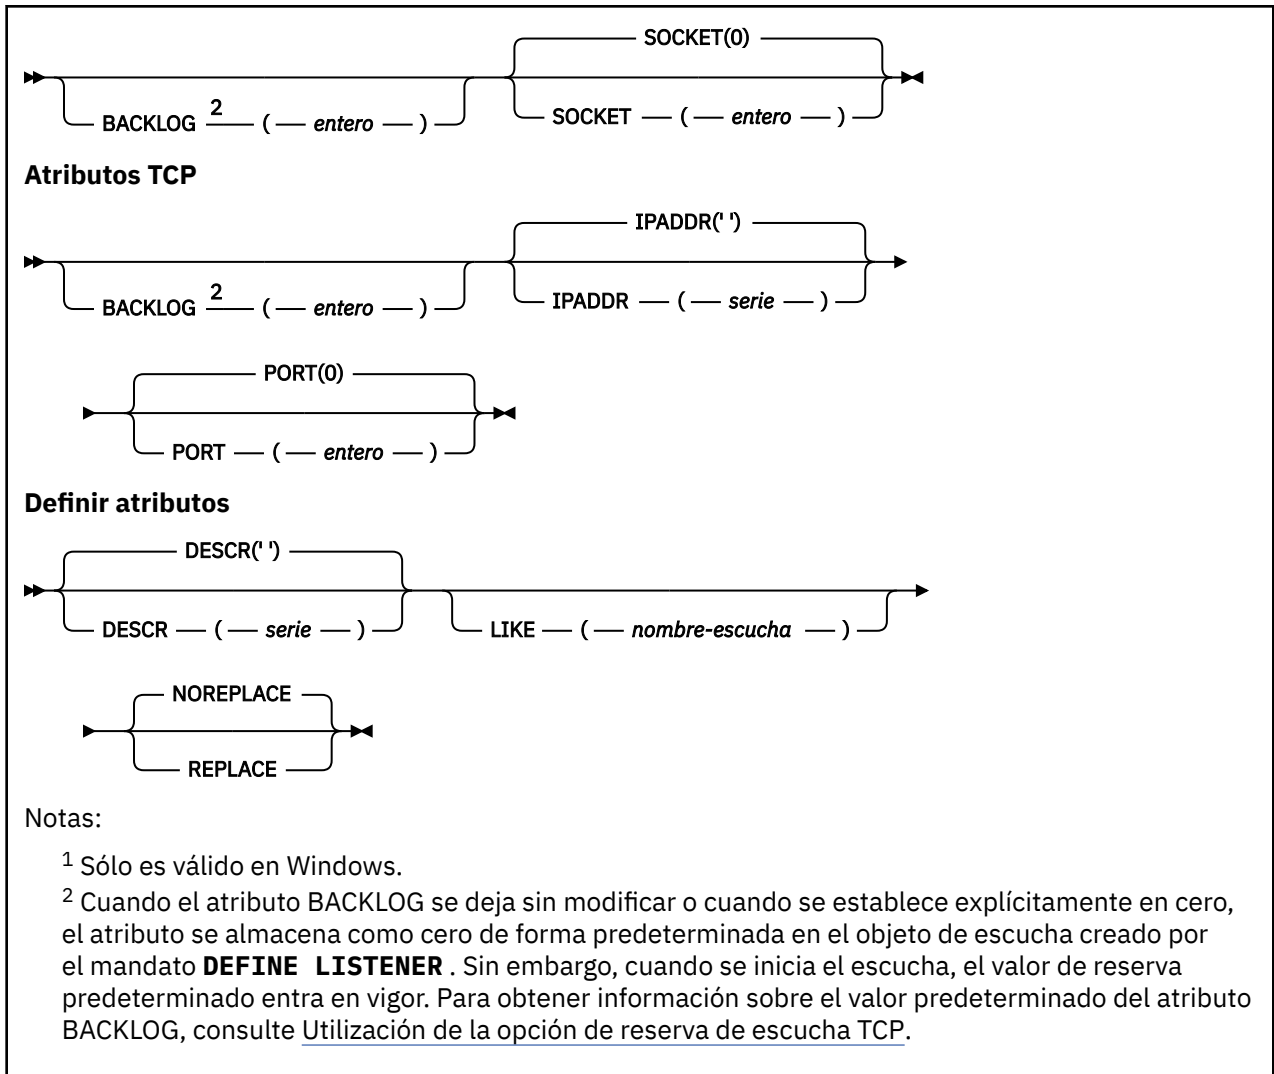 SOCKET(0)
BACKLOG 2 ( entero )
SOCKET ( entero )
Atributos TCP
IPADDR(' ')
BACKLOG 2 ( entero )
IPADDR ( serie )
PORT(0)
PORT ( entero )
Definir atributos
DESCR(' ')
DESCR ( serie )
LIKE ( nombre-escucha )
NOREPLACE
REPLACE
Notas:
1 Sólo es válido en Windows.
2 Cuando el atributo BACKLOG se deja sin modificar o cuando se establece explícitamente en cero,
el atributo se almacena como cero de forma predeterminada en el objeto de escucha creado por
el mandato DEFINE LISTENER . Sin embargo, cuando se inicia el escucha, el valor de reserva
predeterminado entra en vigor. Para obtener información sobre el valor predeterminado del atributo
BACKLOG, consulte Utilización de la opción de reserva de escucha TCP.